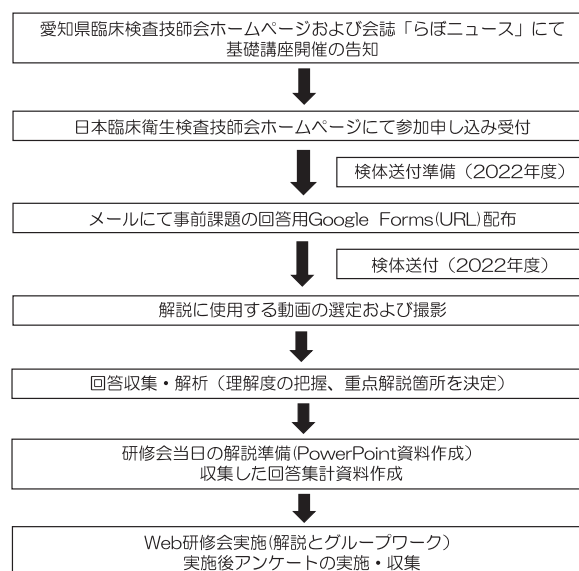 愛知県臨床検査技師会ホームページおよび会誌「らぼニュース」にて
基礎講座開催の告知
日本臨床衛生検査技師会ホームページにて参加申し込み受付
検体送付準備（2022年度）
メールにて事前課題の回答用Google Forms(URL)配布
検体送付（2022年度）
解説に使用する動画の選定および撮影
回答収集・解析（理解度の把握、重点解説箇所を決定）
研修会当日の解説準備(PowerPoint資料作成）
収集した回答集計資料作成
Web研修会実施(解説とグループワーク）
実施後アンケートの実施・収集